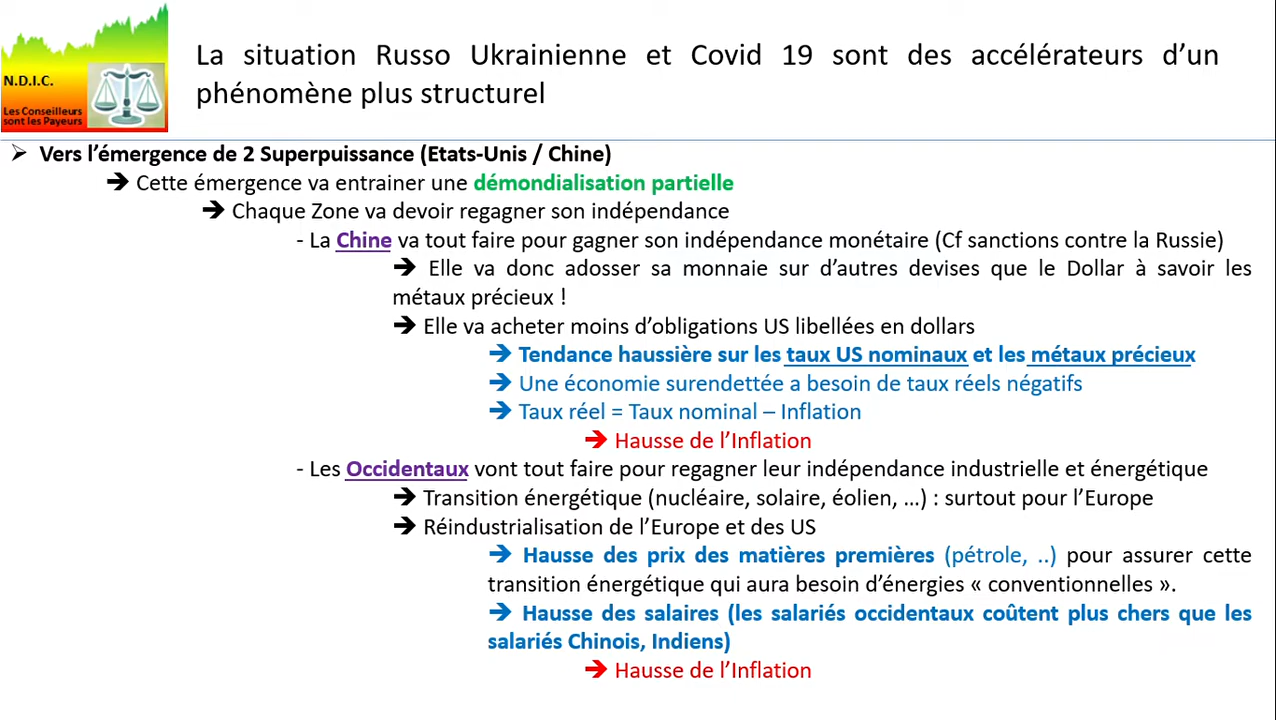 N.D.I.C.
Les Conseilleurs
sont les Payeurs
La situation Russo Ukrainienne et Covid 19 sont des accélérateurs d’un
phénomène plus structurel
➢ Vers l’émergence de 2 Superpuissance (Etats-Unis / Chine)
➔ Cette émergence va entrainer une démondialisation partielle
➔ Chaque Zone va devoir regagner son indépendance
- La Chine va tout faire pour gagner son indépendance monétaire (Cf sanctions contre la Russie)
➔ Elle va donc adosser sa monnaie sur d’autres devises que le Dollar à savoir les
métaux précieux !
➔ Elle va acheter moins d’obligations US libellées en dollars
➔ Tendance haussière sur les taux US nominaux et les métaux précieux
➔ Une économie surendettée a besoin de taux réels négatifs
➔ Taux réel = Taux nominal – Inflation
➔ Hausse de l’Inflation
- Les Occidentaux vont tout faire pour regagner leur indépendance industrielle et énergétique
➔ Transition énergétique (nucléaire, solaire, éolien, …) : surtout pour l’Europe
➔ Réindustrialisation de l’Europe et des US
➔ Hausse des prix des matières premières (pétrole, ..) pour assurer cette
transition énergétique qui aura besoin d’énergies « conventionnelles ».
➔ Hausse des salaires (les salariés occidentaux coûtent plus chers que les
salariés Chinois, Indiens)
➔ Hausse de l’Inflation